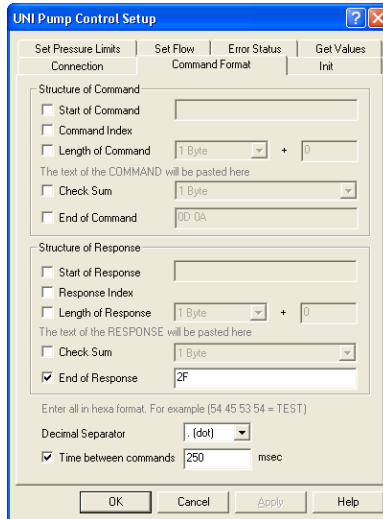 UNI Pump Control Setup
Set Pressure Limits Set Flow Error Status Get Values
Connection Command Format Init
Structure of Command
Start of Command
Command Index
Length of Command 1 Byte + 0
The text of the COMMAND will be pasted here
Check Sum 1 Byte
End of Command 0D 0A
Structure of Response
Start of Response
Response Index
Length of Response 1 Byte + 0
The text of the RESPONSE will be pasted here
Check Sum 1 Byte
End of Response 2F
Enter all in hexa format. For example (54 45 53 54 = TEST)
Decimal Separator . (dot)
Time between commands 250 msec
OK Cancel Apply Help